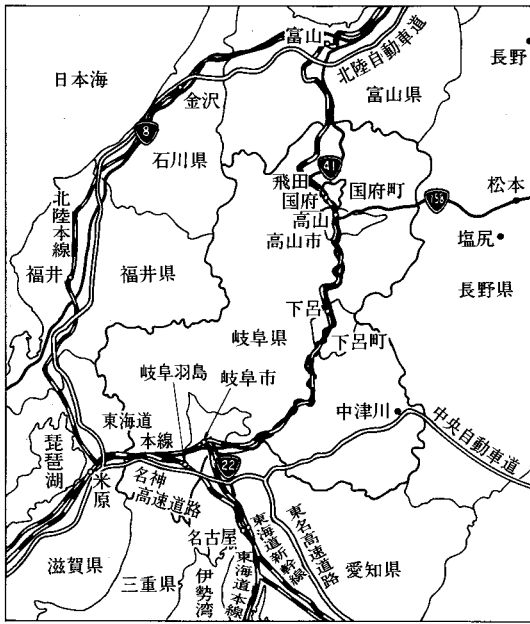 富山
北陸自動車道
長野
日本海
金沢
富山県
8
石川県
41
飛田
国府
国府町
高山
高山市
158
松本
北陸本線
塩尻
福井
福井県
長野県
下呂
下呂町
岐阜県
岐阜羽島
岐阜市
中津川
中央自動車道
東海道
本線
琵琶湖
米原
22
名神
高速道路
名古屋
東海道新幹線
東名高速道路
滋賀県
三重県
伊勢湾
東海道本線
愛知県